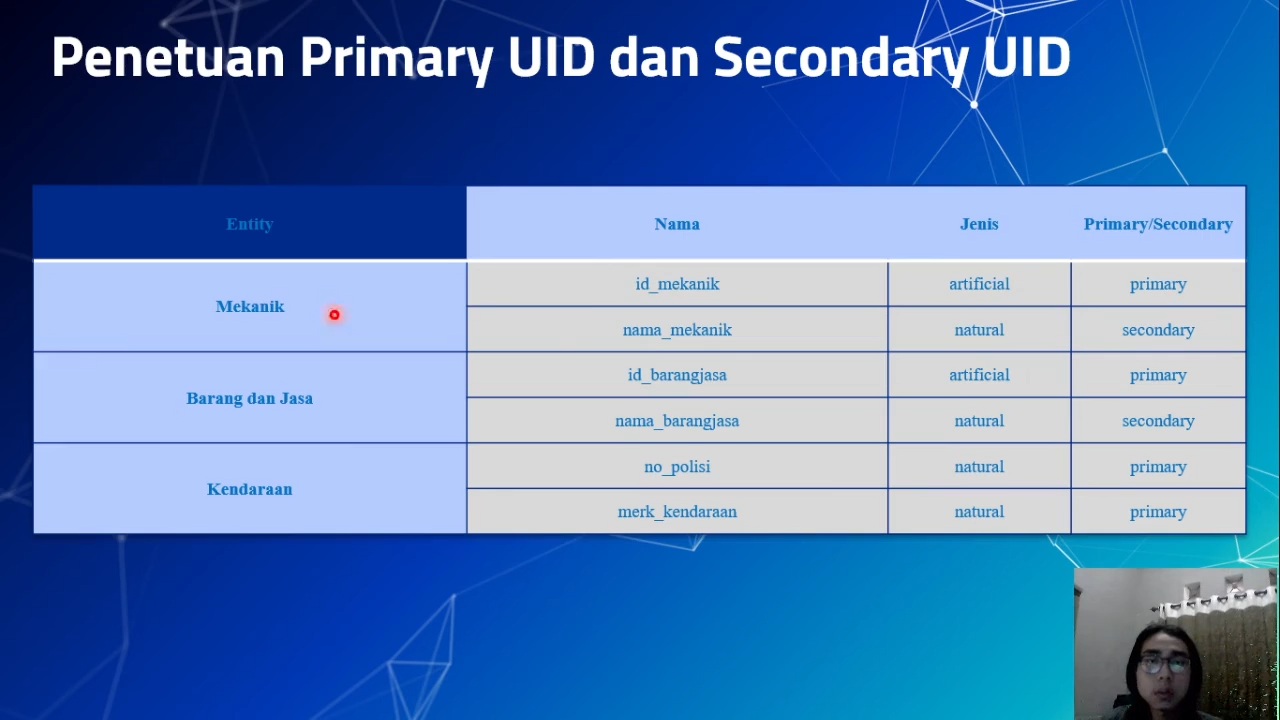 Penetuan Primary UID dan Secondary UID
Entity Nama Jenis Primary/Secondary
Mekanik id_mekanik artificial primary
nama_mekanik natural secondary
Barang dan Jasa id_barangjasa artificial primary
nama_barangjasa natural secondary
Kendaraan no_polisi natural primary
merk_kendaraan natural primary